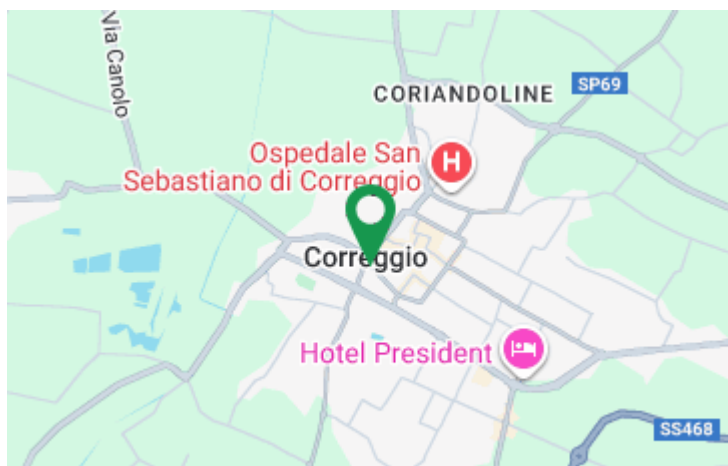 Via Canolo
CORIANDOLINE
SP69
Ospedale San
Sebastiano di Correggio
H
Correggio
Hotel President
SS468